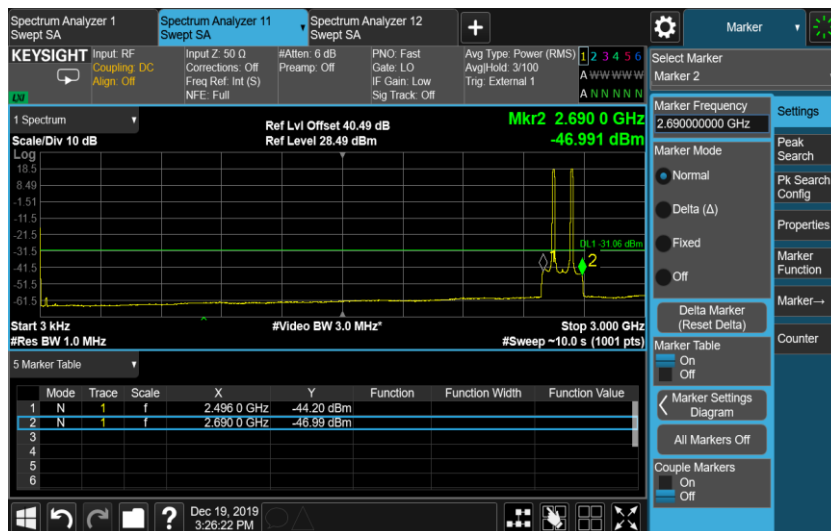 Spectrum Analyzer 1
Swept SA
Spectrum Analyzer 11
Swept SA
Spectrum Analyzer 12
Swept SA
Marker
KEYSIGHT
Input: RF
Coupling: DC
Align: Off
Input Z: 50 Ω
Corrections: Off
Freq Ref: Int (S)
NFE: Full
#Atten: 6 dB
Preamp: Off
PNO: Fast
Gate: LO
IF Gain: Low
Sig Track: Off
Avg Type: Power (RMS)
Avg|Hold: 3/100
Trig: External 1
1 2 3 4 5 6
A W W W W W
A N N N N N
LXI
Select Marker
Marker 2
1 Spectrum
Scale/Div 10 dB
Ref Lvl Offset 40.49 dB
Ref Level 28.49 dBm
Mkr2 2.690 0 GHz
-46.991 dBm
Log
18.5
8.49
-1.51
-11.5
-21.5
-31.5
-41.5
-51.5
-61.5
DL1 -31.06 dBm
1
2
Start 3 kHz
#Res BW 1.0 MHz
#Video BW 3.0 MHz*
Stop 3.000 GHz
#Sweep ~10.0 s (1001 pts)
5 Marker Table
Mode Trace Scale X Y Function Function Width Function Value
1 N 1 f 2.496 0 GHz -44.20 dBm
2 N 1 f 2.690 0 GHz -46.99 dBm
3
4
5
6
Marker Frequency
2.690000000 GHz
Marker Mode
Normal
Delta (Δ)
Fixed
Off
Delta Marker
(Reset Delta)
Marker Table
On
Off
Marker Settings
Diagram
All Markers Off
Couple Markers
On
Off
Settings
Peak
Search
Pk Search
Config
Properties
Marker
Function
Marker→
Counter
?
Dec 19, 2019
3:26:22 PM